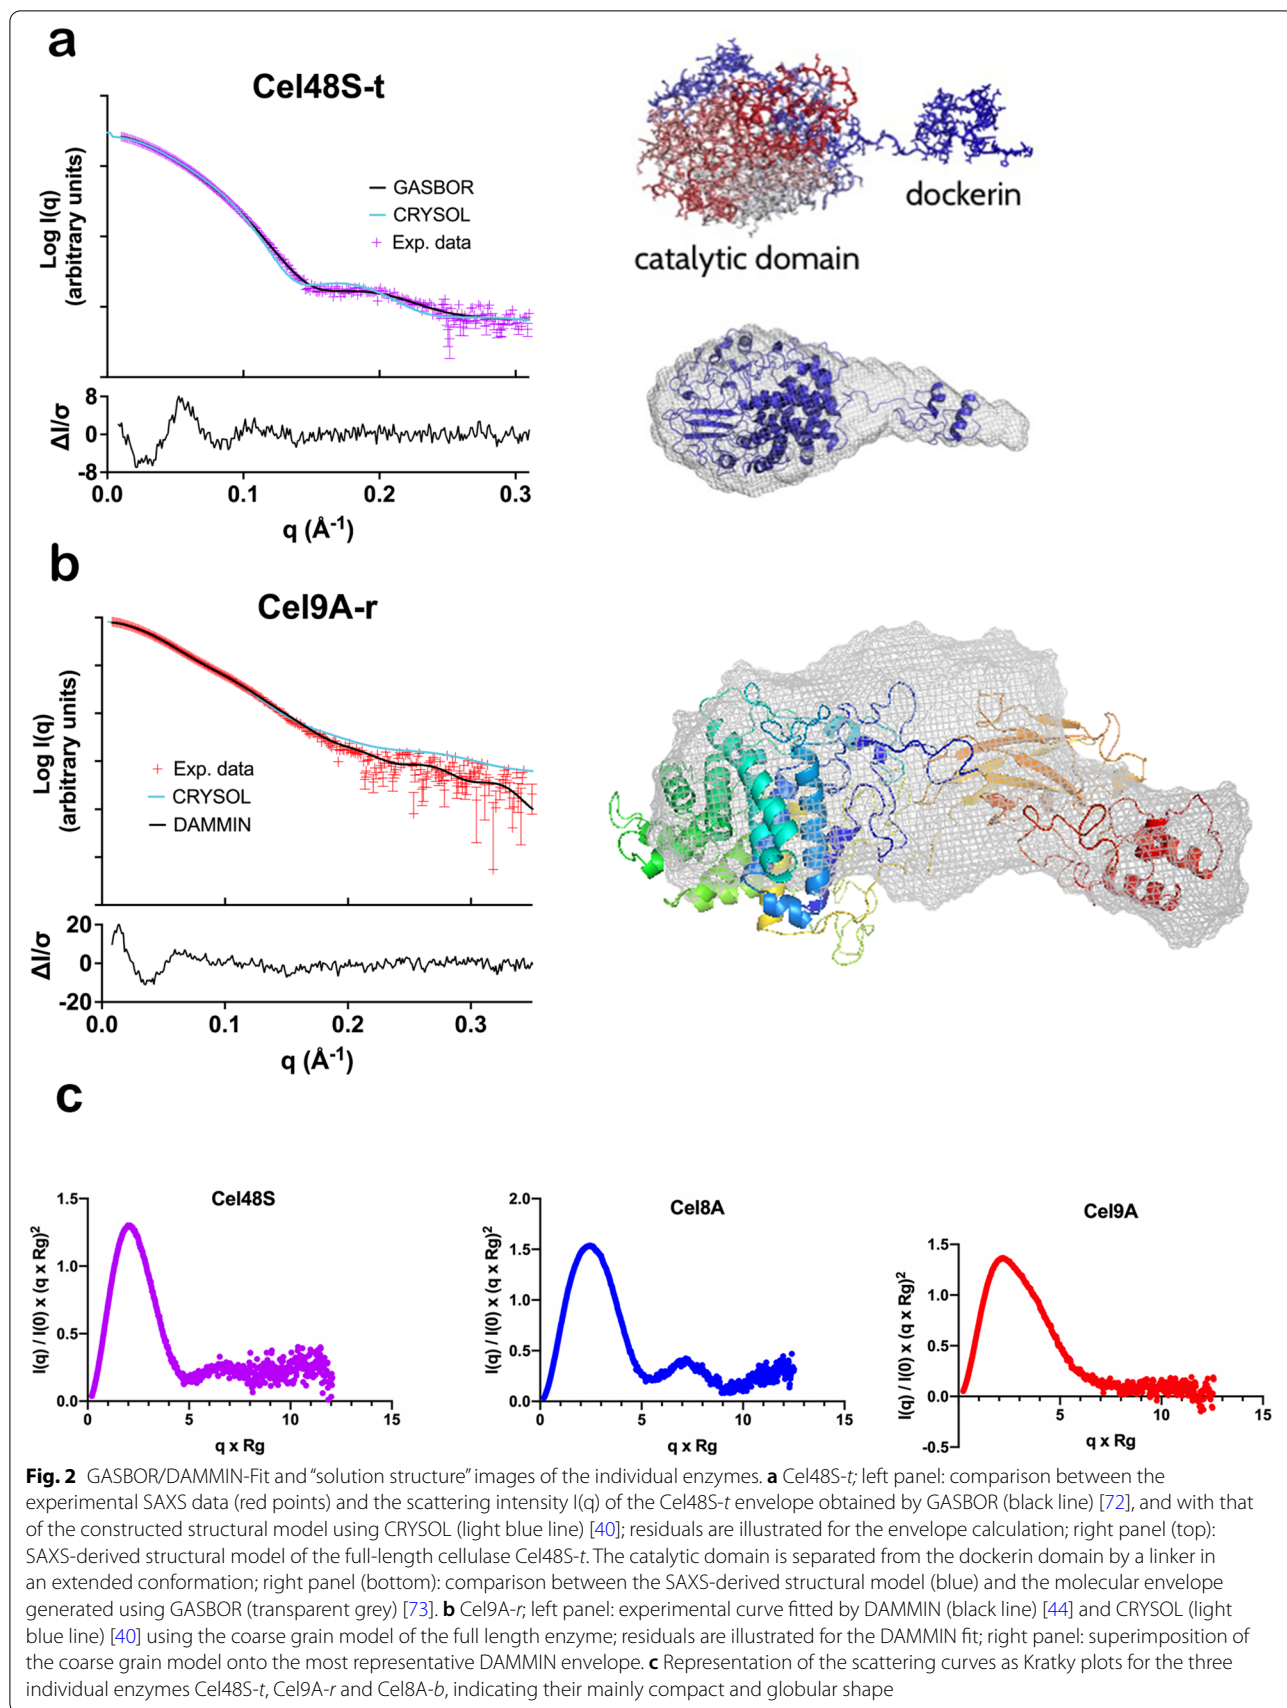 a
Cel48S-t
Log I(q)
(arbitrary units)
GASBOR
CRYSOL
Exp. data
ΔI/σ
8
0
-8
0.0 0.1 0.2 0.3
q (Å-1)
catalytic domain
dockerin
b
Cel9A-r
Log I(q)
(arbitrary units)
Exp. data
CRYSOL
DAMMIN
ΔI/σ
20
0
-20
0.0 0.1 0.2 0.3
q (Å-1)
c
Cel48S
I(q) / I(0) x (q x Rg)2
1.5
1.0
0.5
0.0
0 5 10 15
q x Rg
Cel8A
I(q) / I(0) x (q x Rg)2
2.0
1.5
1.0
0.5
0.0
0 5 10 15
q x Rg
Cel9A
I(q) / I(0) x (q x Rg)2
1.5
1.0
0.5
0.0
-0.5
5 10 15
q x Rg
Fig. 2 GASBOR/DAMMIN-Fit and “solution structure” images of the individual enzymes. a Cel48S-t; left panel: comparison between the
experimental SAXS data (red points) and the scattering intensity I(q) of the Cel48S-t envelope obtained by GASBOR (black line) [72], and with that
of the constructed structural model using CRYSOL (light blue line) [40]; residuals are illustrated for the envelope calculation; right panel (top):
SAXS-derived structural model of the full-length cellulase Cel48S-t. The catalytic domain is separated from the dockerin domain by a linker in
an extended conformation; right panel (bottom): comparison between the SAXS-derived structural model (blue) and the molecular envelope
generated using GASBOR (transparent grey) [73]. b Cel9A-r; left panel: experimental curve fitted by DAMMIN (black line) [44] and CRYSOL (light
blue line) [40] using the coarse grain model of the full length enzyme; residuals are illustrated for the DAMMIN fit; right panel: superimposition of
the coarse grain model onto the most representative DAMMIN envelope. c Representation of the scattering curves as Kratky plots for the three
individual enzymes Cel48S-t, Cel9A-r and Cel8A-b, indicating their mainly compact and globular shape